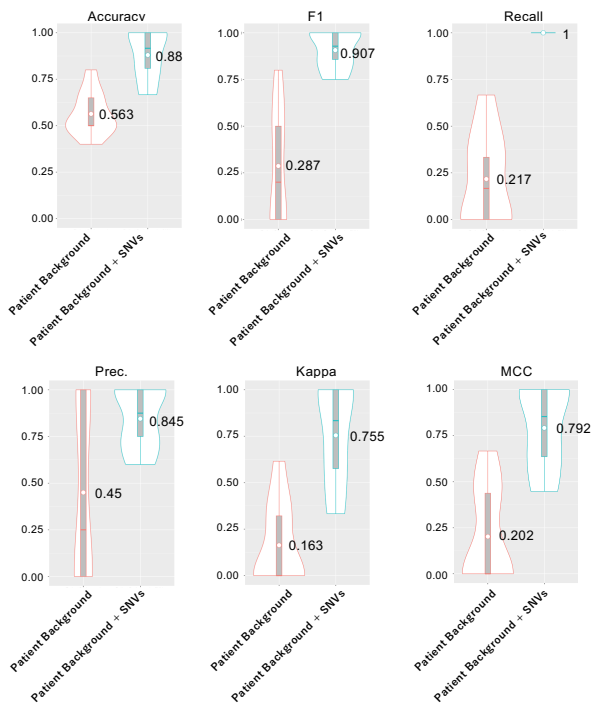 Accuracy
1.00
0.75
0.50
0.25
0.00
0.563
0.88
Patient Background
Patient Background + SNVs
F1
1.00
0.75
0.50
0.25
0.00
0.287
0.907
Patient Background
Patient Background + SNVs
Recall
1.00
0.75
0.50
0.25
0.00
0.217
1
Patient Background
Patient Background + SNVs
Prec.
1.00
0.75
0.50
0.25
0.00
0.45
0.845
Patient Background
Patient Background + SNVs
Kappa
1.00
0.75
0.50
0.25
0.00
0.163
0.755
Patient Background
Patient Background + SNVs
MCC
1.00
0.75
0.50
0.25
0.00
0.202
0.792
Patient Background
Patient Background + SNVs